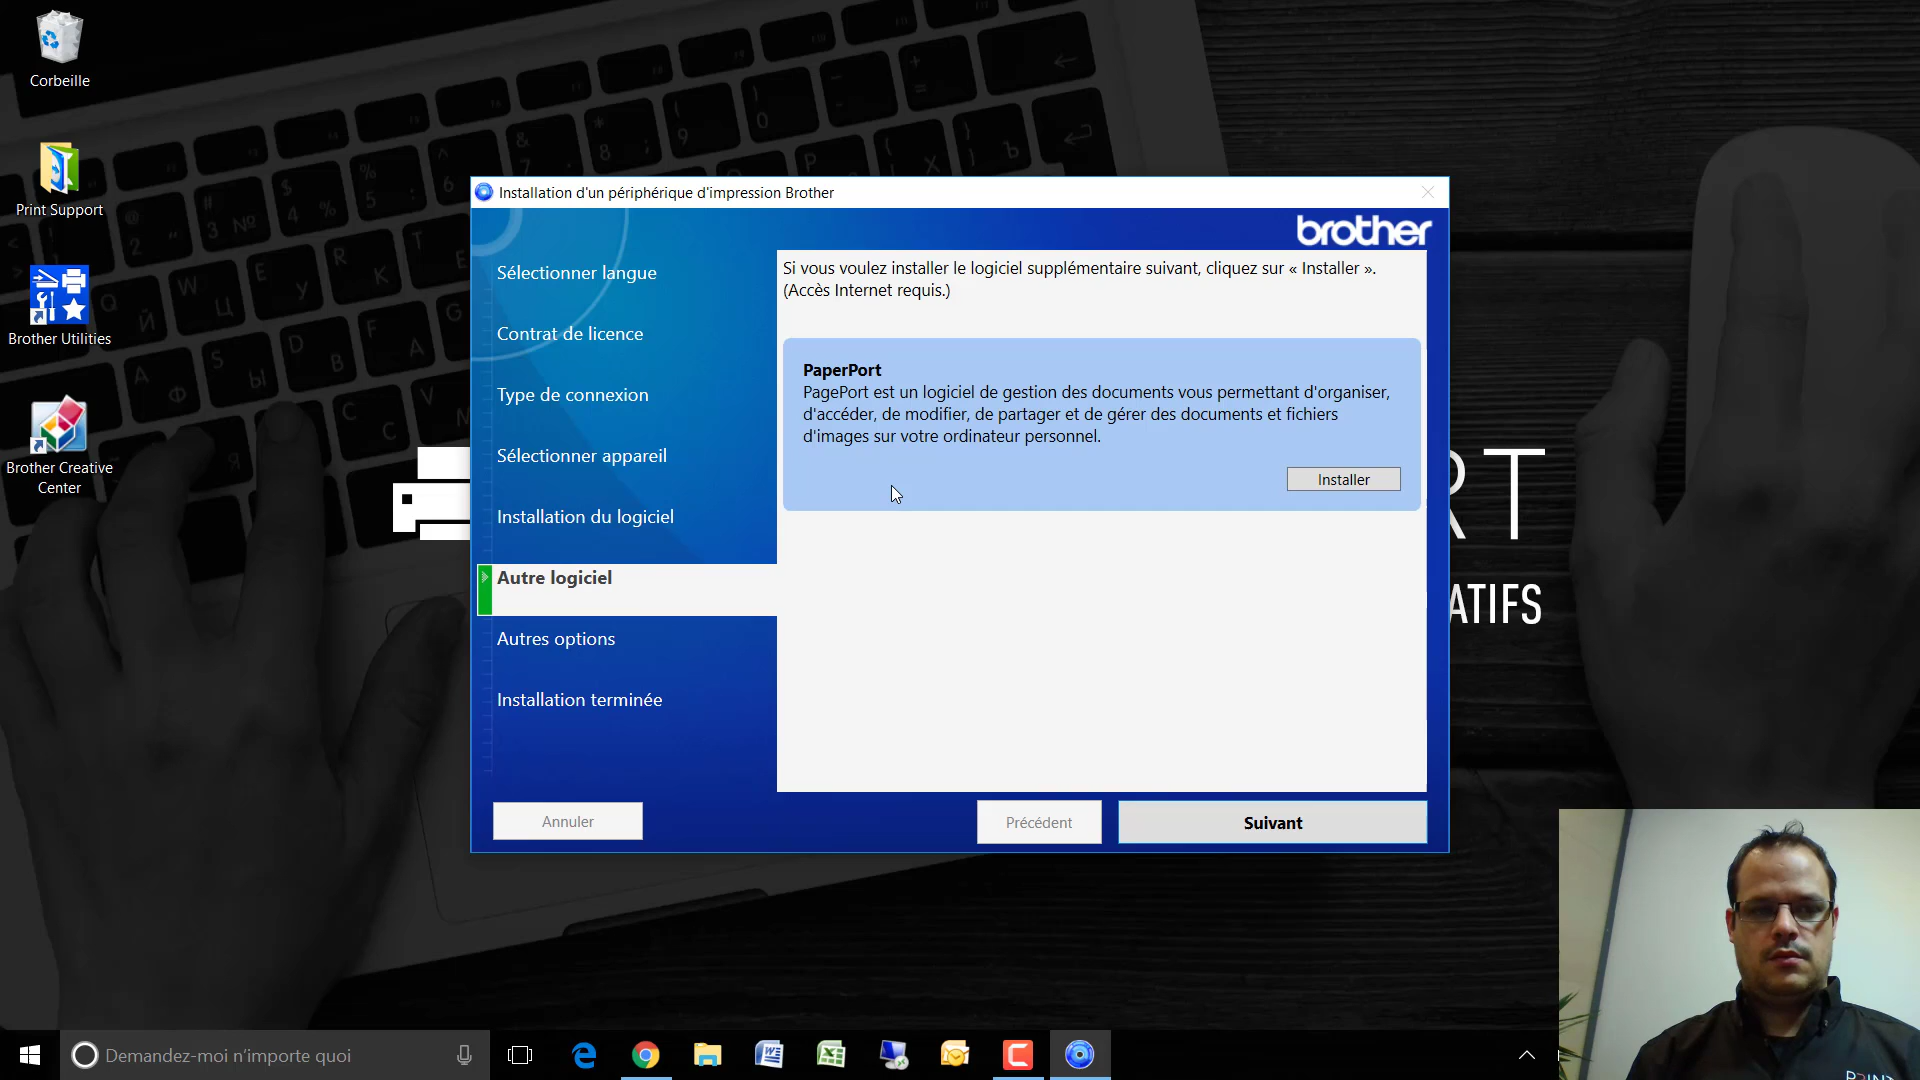 Corbeille
Print Support
Brother Utilities
Brother Creative
Center
Installation d'un périphérique d'impression Brother
brother
Sélectionner langue
Contrat de licence
Type de connexion
Sélectionner appareil
Installation du logiciel
Autre logiciel
Autres options
Installation terminée
Si vous voulez installer le logiciel supplémentaire suivant, cliquez sur « Installer ».
(Accès Internet requis.)
PaperPort
PagePort est un logiciel de gestion des documents vous permettant d'organiser,
d'accéder, de modifier, de partager et de gérer des documents et fichiers
d'images sur votre ordinateur personnel.
Installer
Annuler
Précédent
Suivant
RT
ATIFS
Demandez-moi n'importe quoi